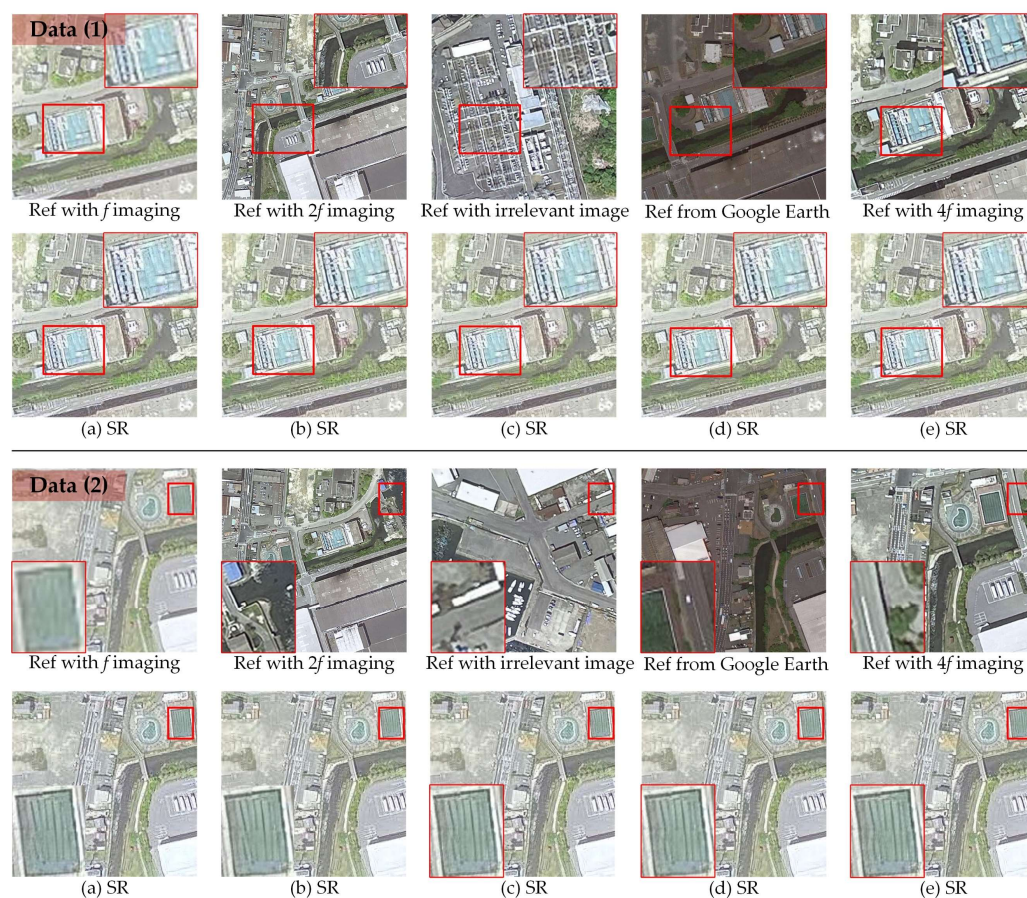 Data (1)
Ref with f imaging
Ref with 2f imaging
Ref with irrelevant image
Ref from Google Earth
Ref with 4f imaging
(a) SR
(b) SR
(c) SR
(d) SR
(e) SR
Data (2)
Ref with f imaging
Ref with 2f imaging
Ref with irrelevant image
Ref from Google Earth
Ref with 4f imaging
(a) SR
(b) SR
(c) SR
(d) SR
(e) SR